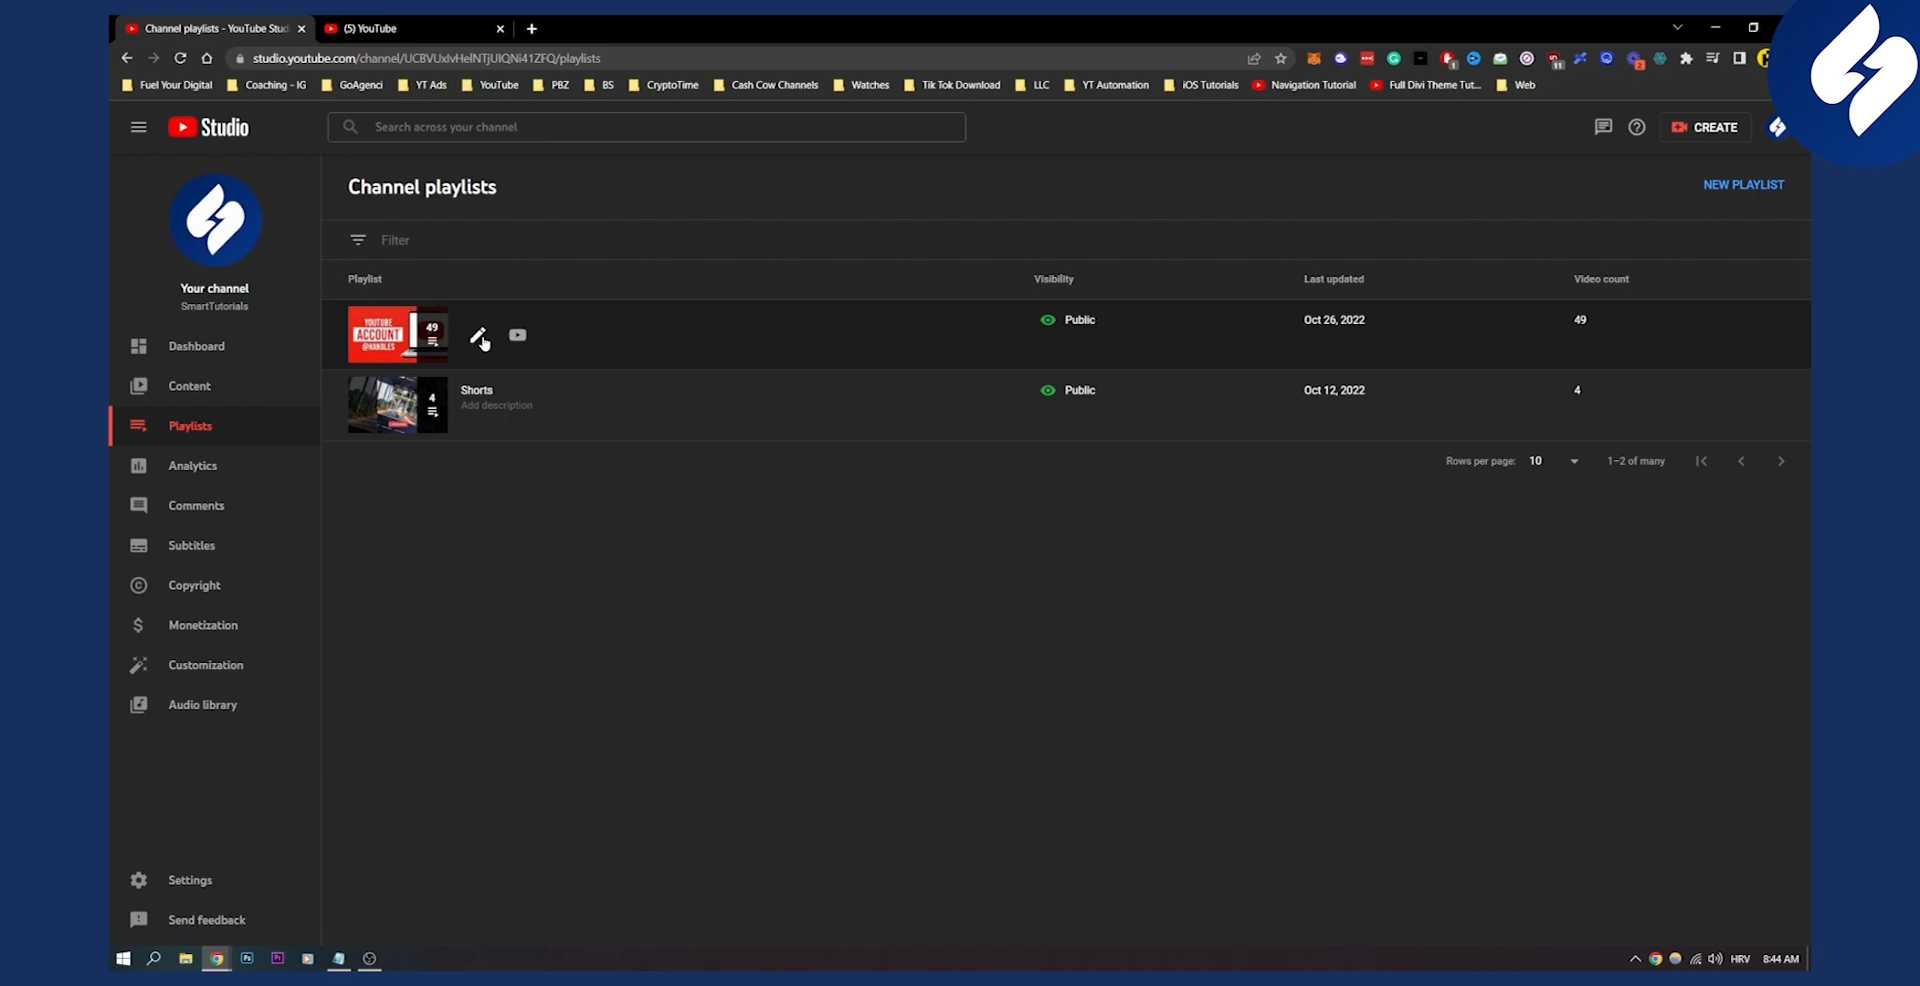 Channel playlists - YouTube Stud
(5) YouTube
studio.youtube.com/channel/UCBVUxlvHelNTjUIQNi41ZFQ/playlists
Fuel Your Digital
Coaching - IG
GoAgenci
YT Ads
YouTube
PBZ
BS
CryptoTime
Cash Cow Channels
Watches
Tik Tok Download
LLC
YT Automation
iOS Tutorials
Navigation Tutorial
Full Divi Theme Tut...
Web
Studio
Search across your channel
CREATE
Channel playlists
NEW PLAYLIST
Filter
Your channel
SmartTutorials
Playlist
Visibility
Last updated
Video count
YOUTUBE
ACCOUNT
@HANDLES
49
Public
Oct 26, 2022
49
4
Shorts
Add description
Public
Oct 12, 2022
4
Rows per page:
10
1–2 of many
Dashboard
Content
Playlists
Analytics
Comments
Subtitles
Copyright
Monetization
Customization
Audio library
Settings
Send feedback
Ps
Pr
HRV
8:44 AM